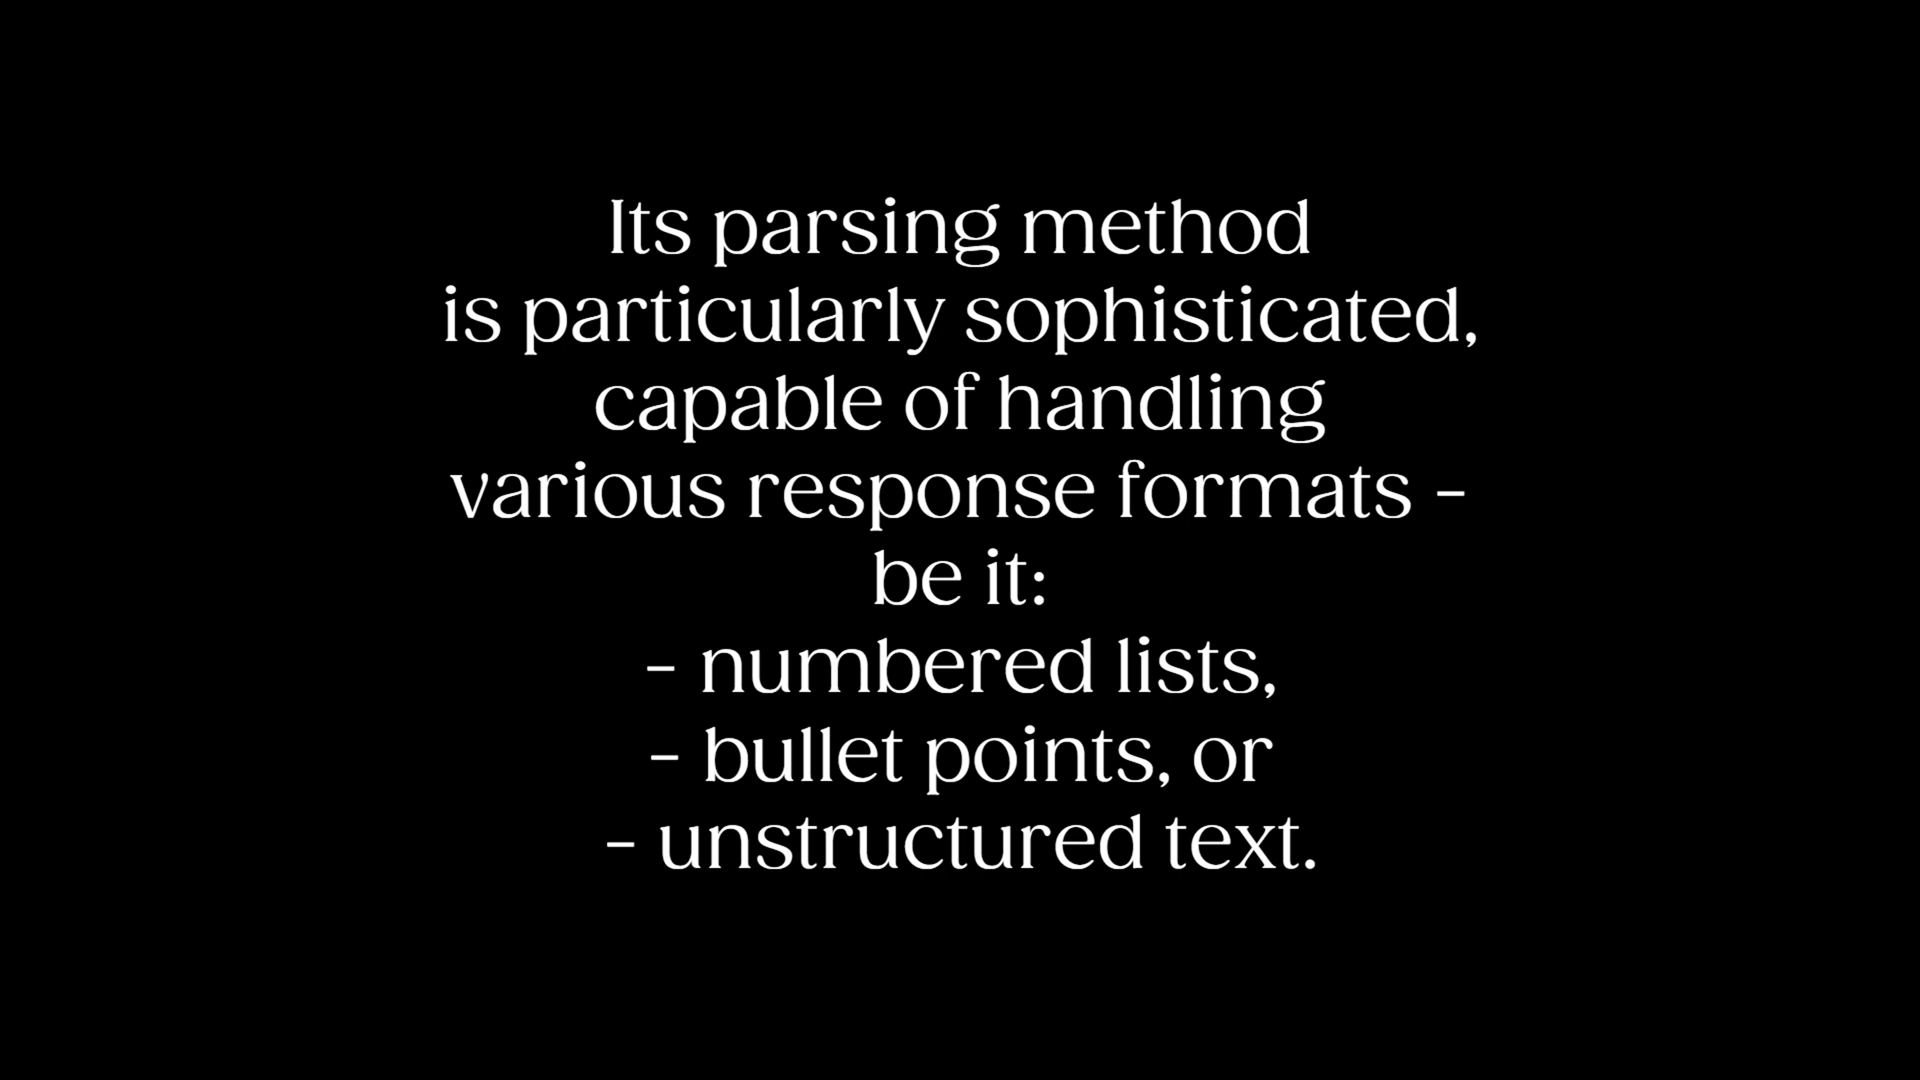 Its parsing method
is particularly sophisticated,
capable of handling
various response formats -
be it:
- numbered lists,
- bullet points, or
- unstructured text.